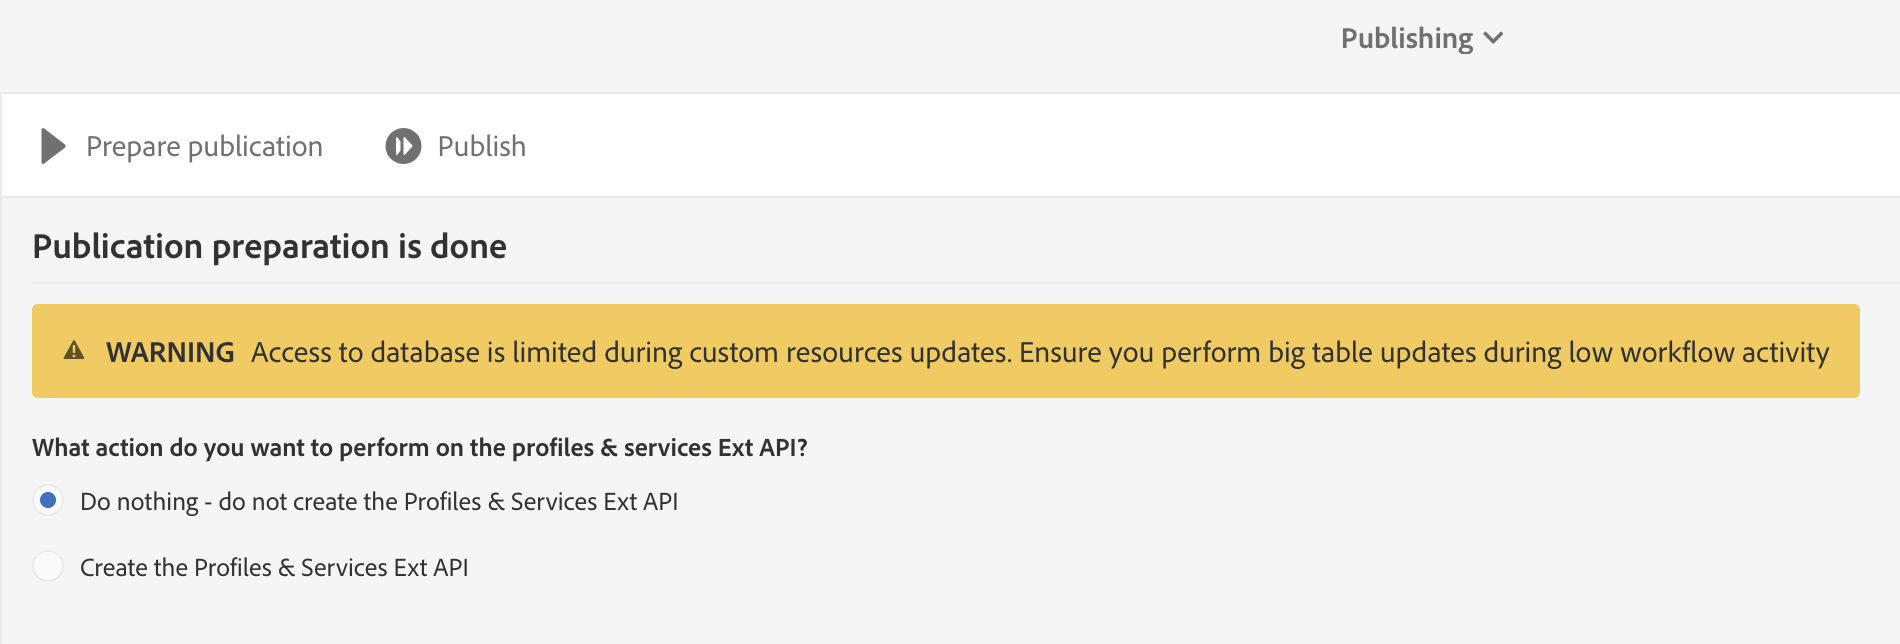 Publishing
Prepare publication
Publish
Publication preparation is done
WARNING Access to database is limited during custom resources updates. Ensure you perform big table updates during low workflow activity
What action do you want to perform on the profiles & services Ext API?
Do nothing - do not create the Profiles & Services Ext API
Create the Profiles & Services Ext API